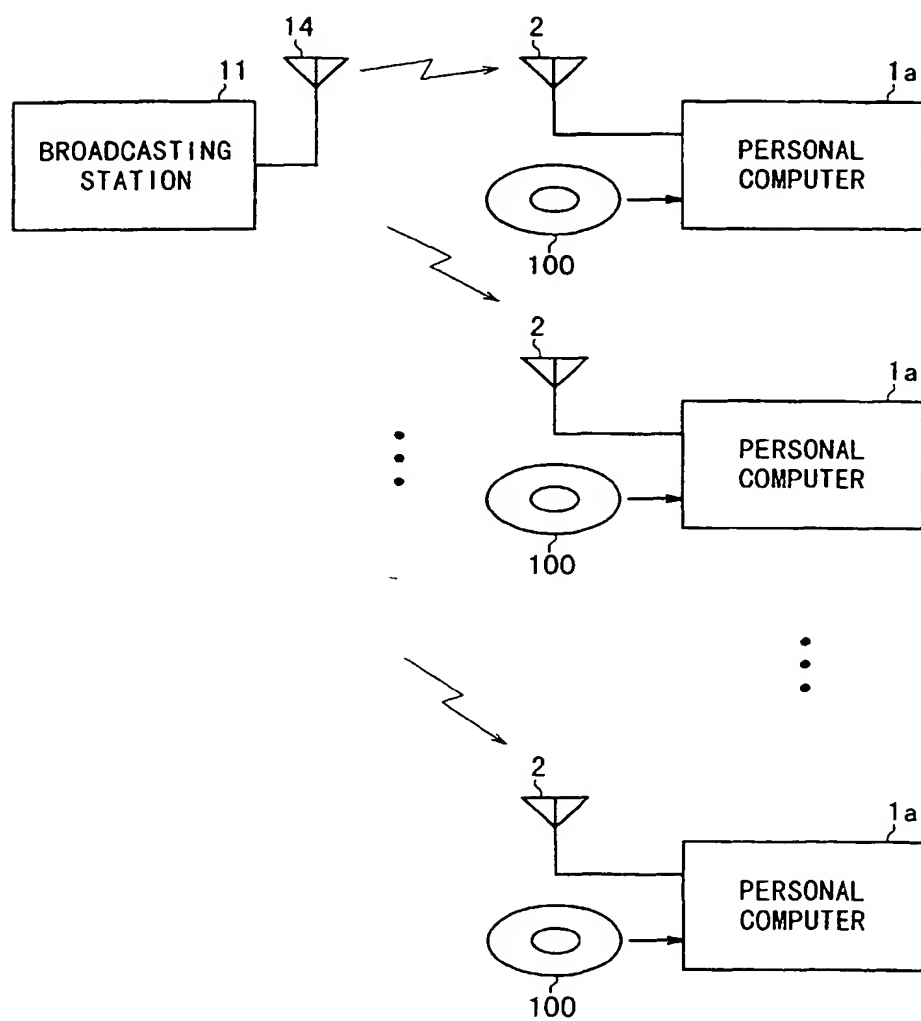 14
2
11
1a
BROADCASTING
STATION
PERSONAL
COMPUTER
100
2
1a
PERSONAL
COMPUTER
100
2
1a
PERSONAL
COMPUTER
100